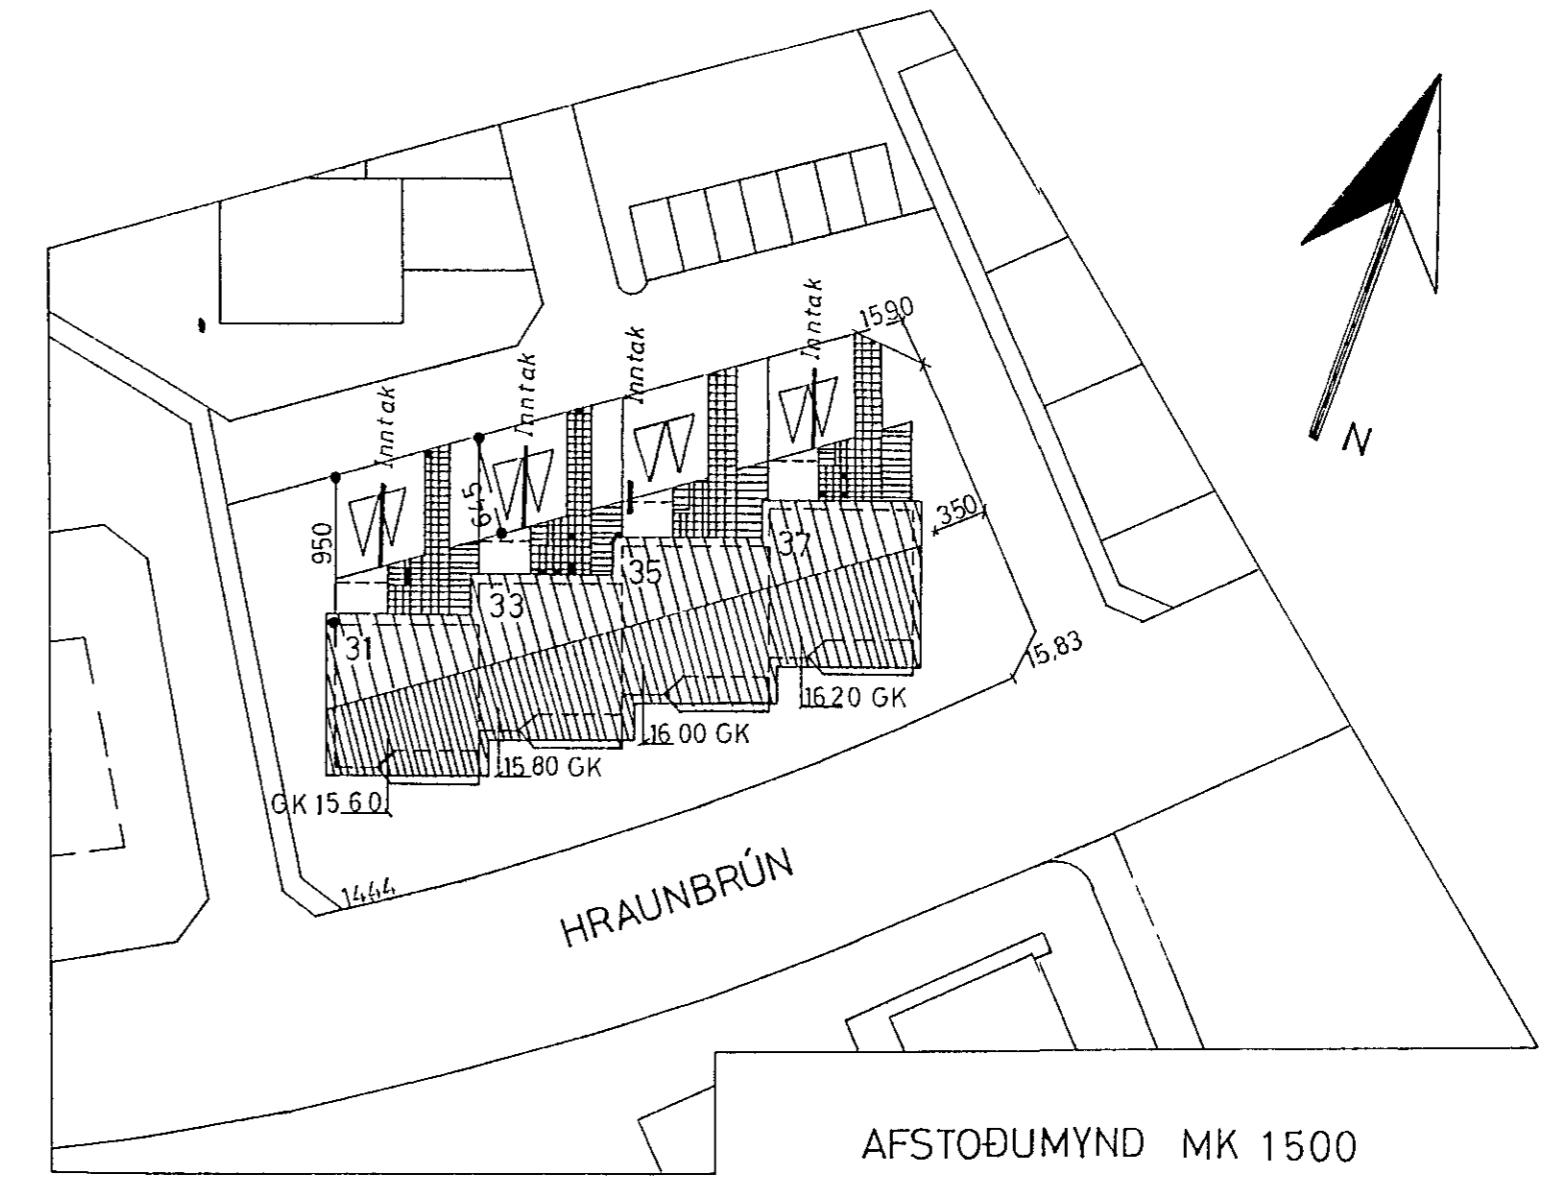 1590
Inntak
Inntak
Inntak
Inntak
N
950
645
350
31
33
35
37
15,83
16.20 GK
16.00 GK
15.80 GK
GK 15.60
1444
HRAUNBRÚN
AFSTOÐUMYND MK 1500